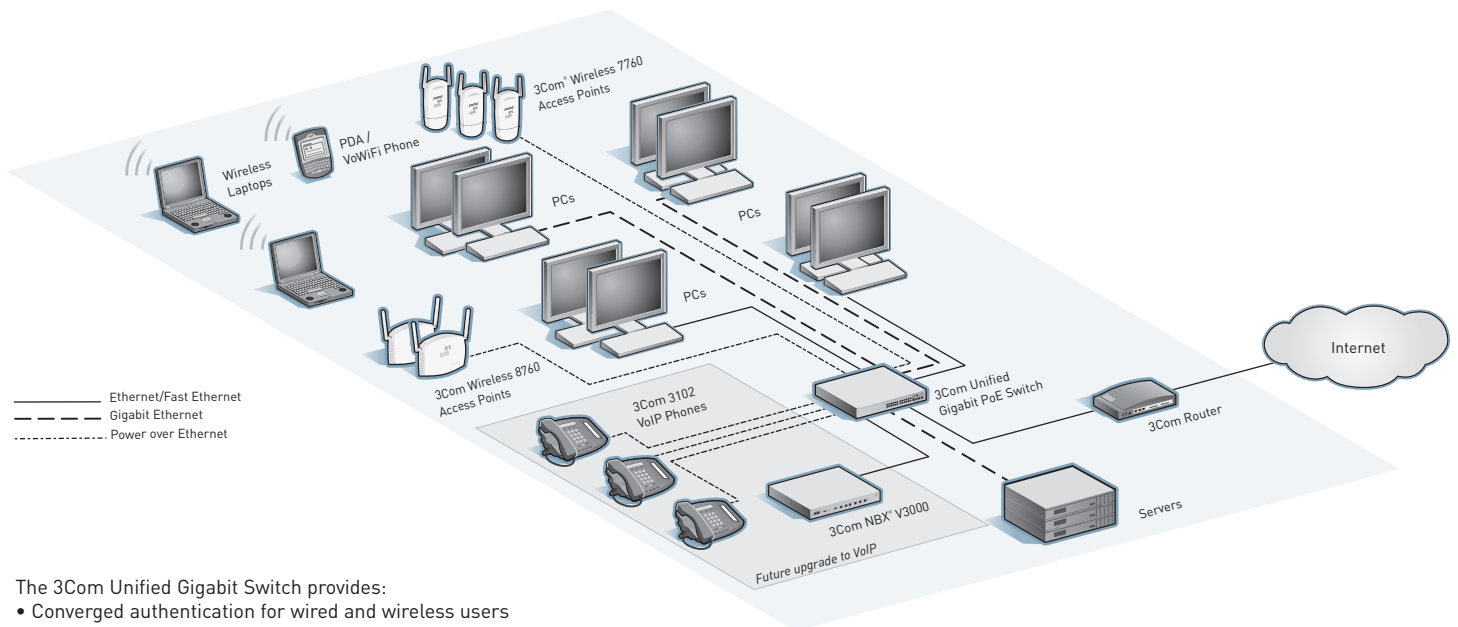 3Com® Wireless 7760
Access Points
PDA /
VoWiFi Phone
Wireless
Laptops
PCs
PCs
PCs
3Com Wireless 8760
Access Points
Internet
Ethernet/Fast Ethernet
Gigabit Ethernet
Power over Ethernet
3Com 3102
VoIP Phones
3Com Unified
Gigabit PoE Switch
3Com Router
3Com NBX® V3000
Servers
Future upgrade to VoIP
The 3Com Unified Gigabit Switch provides:
• Converged authentication for wired and wireless users